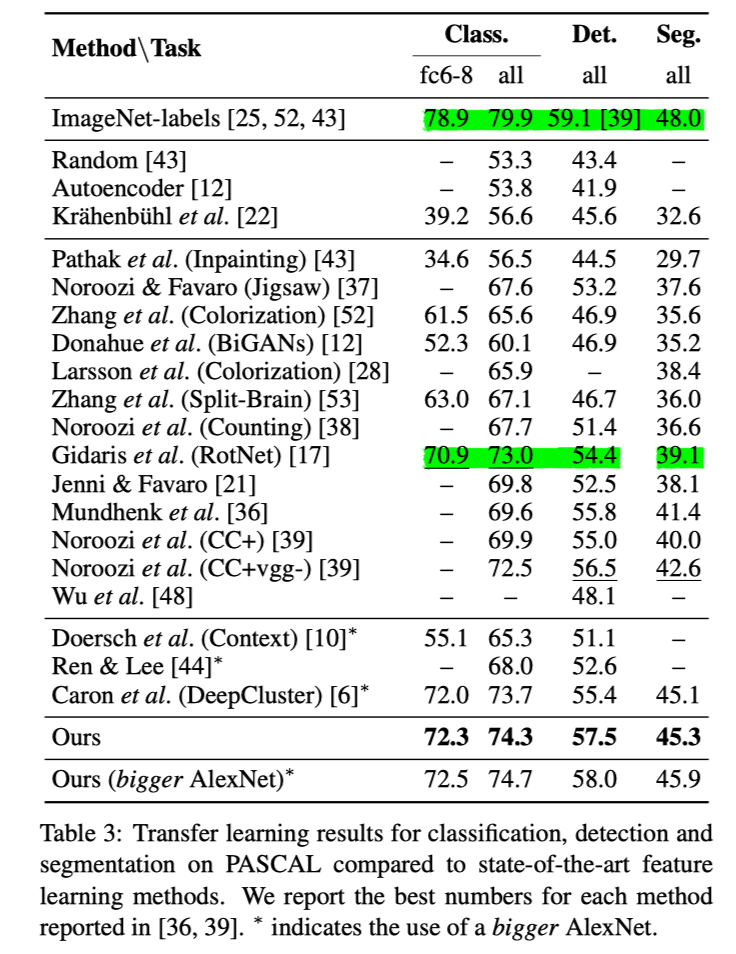 Method\Task Class. Det. Seg.
fc6-8 all all all
ImageNet-labels [25, 52, 43] 78.9 79.9 59.1 [39] 48.0
Random [43] – 53.3 43.4 –
Autoencoder [12] – 53.8 41.9 –
Krähenbühl et al. [22] 39.2 56.6 45.6 32.6
Pathak et al. (Inpainting) [43] 34.6 56.5 44.5 29.7
Noroozi & Favaro (Jigsaw) [37] – 67.6 53.2 37.6
Zhang et al. (Colorization) [52] 61.5 65.6 46.9 35.6
Donahue et al. (BiGANs) [12] 52.3 60.1 46.9 35.2
Larsson et al. (Colorization) [28] – 65.9 – 38.4
Zhang et al. (Split-Brain) [53] 63.0 67.1 46.7 36.0
Noroozi et al. (Counting) [38] – 67.7 51.4 36.6
Gidaris et al. (RotNet) [17] 70.9 73.0 54.4 39.1
Jenni & Favaro [21] – 69.8 52.5 38.1
Mundhenk et al. [36] – 69.6 55.8 41.4
Noroozi et al. (CC+) [39] – 69.9 55.0 40.0
Noroozi et al. (CC+vgg-) [39] – 72.5 56.5 42.6
Wu et al. [48] – – 48.1 –
Doersch et al. (Context) [10]* 55.1 65.3 51.1 –
Ren & Lee [44]* – 68.0 52.6 –
Caron et al. (DeepCluster) [6]* 72.0 73.7 55.4 45.1
Ours 72.3 74.3 57.5 45.3
Ours (bigger AlexNet)* 72.5 74.7 58.0 45.9
Table 3: Transfer learning results for classification, detection and
segmentation on PASCAL compared to state-of-the-art feature
learning methods. We report the best numbers for each method
reported in [36, 39]. * indicates the use of a bigger AlexNet.